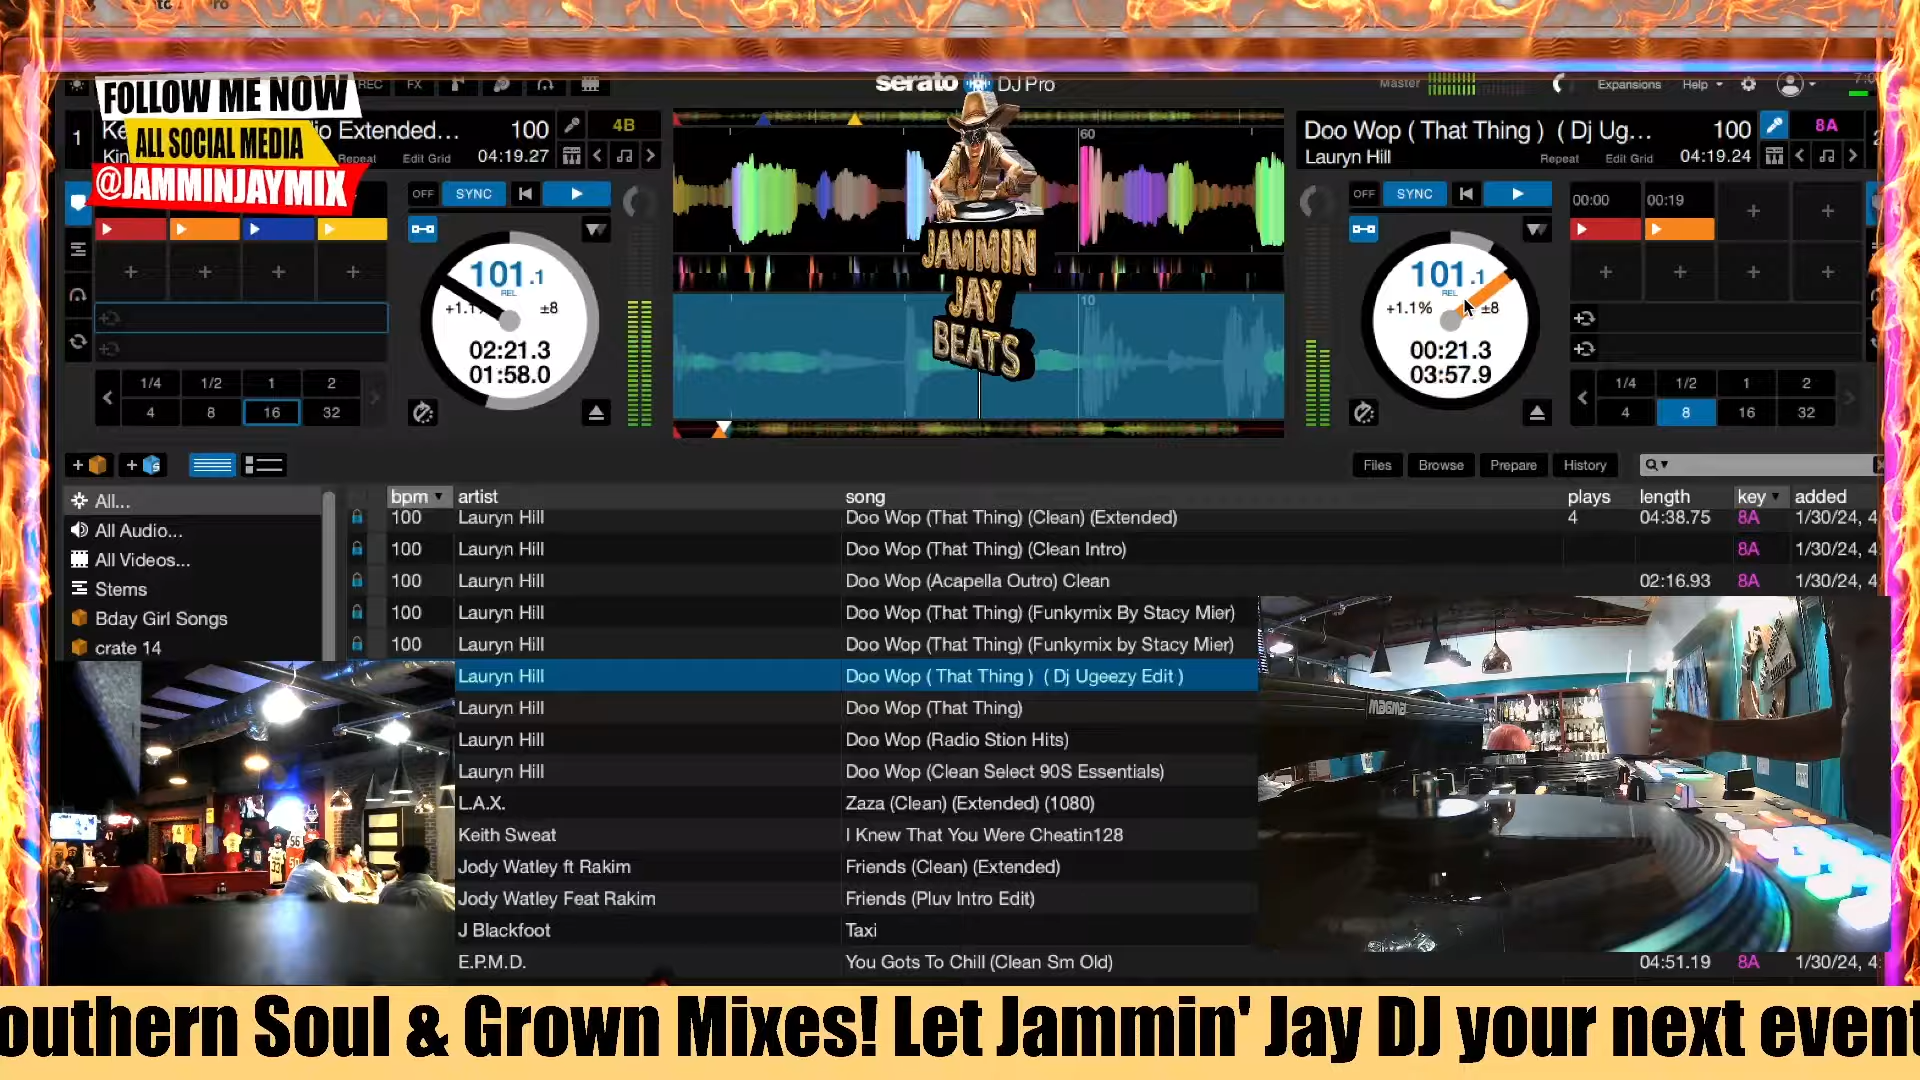 FOLLOW ME NOW
ALL SOCIAL MEDIA
@JAMMINJAYMIX
REC
FX
serato DJ Pro
Master
Expansions
Help
1
io Extended...
100
4B
Repeat
Edit Grid
04:19.27
OFF
SYNC
101.1
REL
±8
02:21.3
01:58.0
1/4
1/2
1
2
4
8
16
32
60
10
JAMMIN
JAY
BEATS
Doo Wop ( That Thing ) ( Dj Ug...
100
8A
Lauryn Hill
Repeat
Edit Grid
04:19.24
OFF
SYNC
00:00
00:19
101.1
REL
+1.1%
±8
00:21.3
03:57.9
1/4
1/2
1
2
4
8
16
32
Files
Browse
Prepare
History
All...
All Audio...
All Videos...
Stems
Bday Girl Songs
crate 14
bpm artist song plays length key added
100 Lauryn Hill Doo Wop (That Thing) (Clean) (Extended) 4 04:38.75 8A 1/30/24, 4
100 Lauryn Hill Doo Wop (That Thing) (Clean Intro) 8A 1/30/24, 4
100 Lauryn Hill Doo Wop (Acapella Outro) Clean 02:16.93 8A 1/30/24, 4
100 Lauryn Hill Doo Wop (That Thing) (Funkymix By Stacy Mier)
100 Lauryn Hill Doo Wop (That Thing) (Funkymix by Stacy Mier)
Lauryn Hill Doo Wop ( That Thing ) ( Dj Ugeezy Edit )
Lauryn Hill Doo Wop (That Thing)
Lauryn Hill Doo Wop (Radio Stion Hits)
Lauryn Hill Doo Wop (Clean Select 90S Essentials)
L.A.X. Zaza (Clean) (Extended) (1080)
Keith Sweat I Knew That You Were Cheatin128
Jody Watley ft Rakim Friends (Clean) (Extended)
Jody Watley Feat Rakim Friends (Pluv Intro Edit)
J Blackfoot Taxi
E.P.M.D. You Gots To Chill (Clean Sm Old) 04:51.19 8A 1/30/24, 4
MAGMA
outhern Soul & Grown Mixes! Let Jammin' Jay DJ your next event